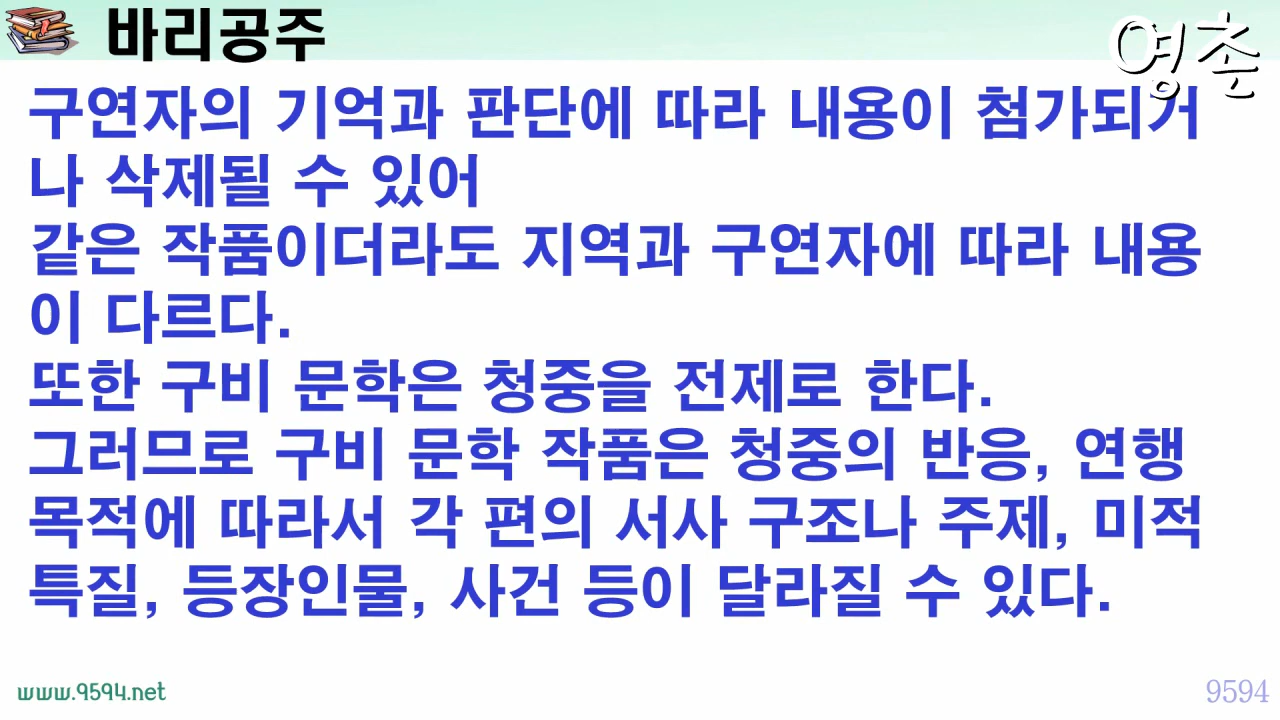 바리공주
영촌
구연자의 기억과 판단에 따라 내용이 첨가되거
나 삭제될 수 있어
같은 작품이더라도 지역과 구연자에 따라 내용
이 다르다.
또한 구비 문학은 청중을 전제로 한다.
그러므로 구비 문학 작품은 청중의 반응, 연행
목적에 따라서 각 편의 서사 구조나 주제, 미적
특질, 등장인물, 사건 등이 달라질 수 있다.
www.9594.net
9594